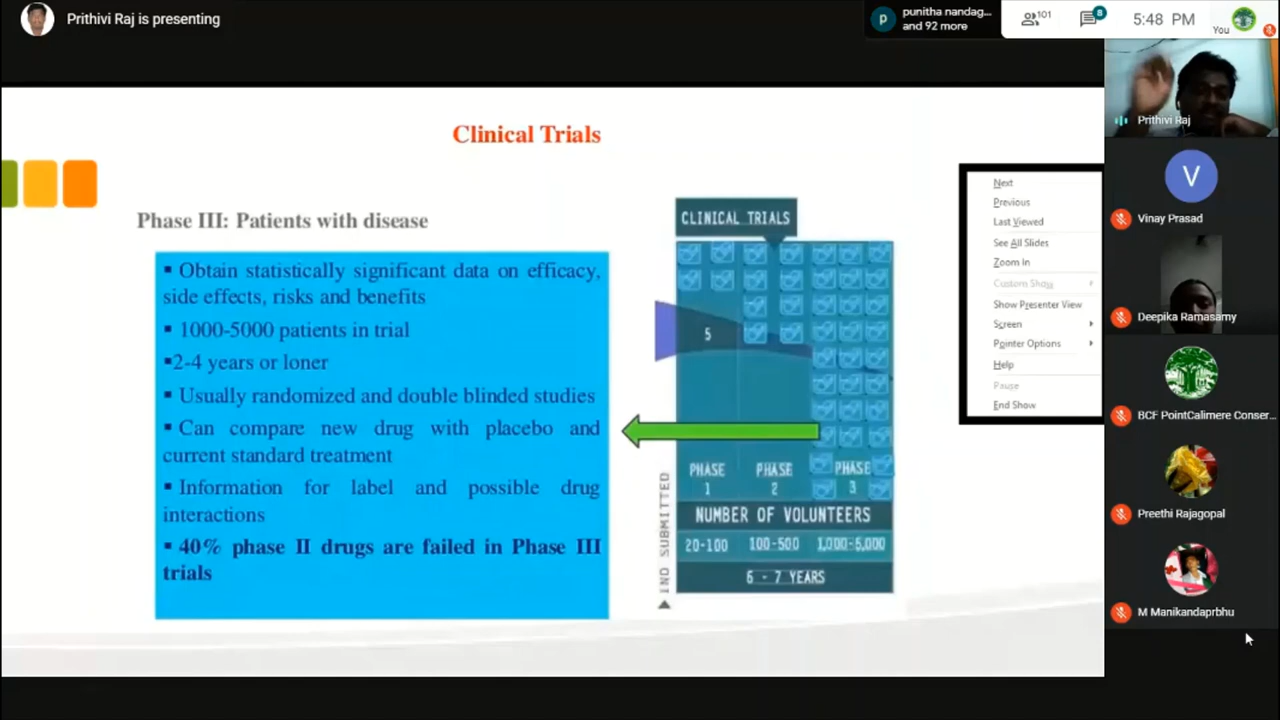 Prithivi Raj is presenting
p
punitha nandag...
and 92 more
101
8
5:48 PM
You
Clinical Trials
Phase III: Patients with disease
▪ Obtain statistically significant data on efficacy,
side effects, risks and benefits
▪ 1000-5000 patients in trial
▪2-4 years or loner
▪ Usually randomized and double blinded studies
▪ Can compare new drug with placebo and
current standard treatment
▪ Information for label and possible drug
interactions
▪ 40% phase II drugs are failed in Phase III
trials
CLINICAL TRIALS
5
PHASE
1
PHASE
2
PHASE
3
NUMBER OF VOLUNTEERS
20-100
100-500
1,000-5,000
6 - 7 YEARS
IND SUBMITTED
Next
Previous
Last Viewed
See All Slides
Zoom In
Custom Show
Show Presenter View
Screen
Pointer Options
Help
Pause
End Show
Prithivi Raj
V
Vinay Prasad
Deepika Ramasamy
BCF PointCalimere Conser...
Preethi Rajagopal
M Manikandaprbhu